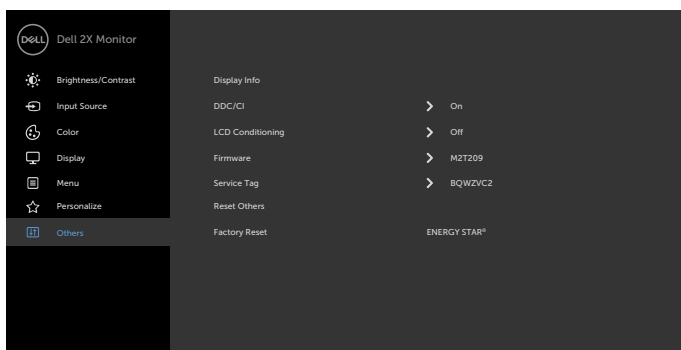 DELL Dell 2X Monitor
Brightness/Contrast Display Info
Input Source DDC/CI On
Color LCD Conditioning Off
Display Firmware M2T209
Menu Service Tag BQWZVC2
Personalize Reset Others
Others Factory Reset ENERGY STAR®